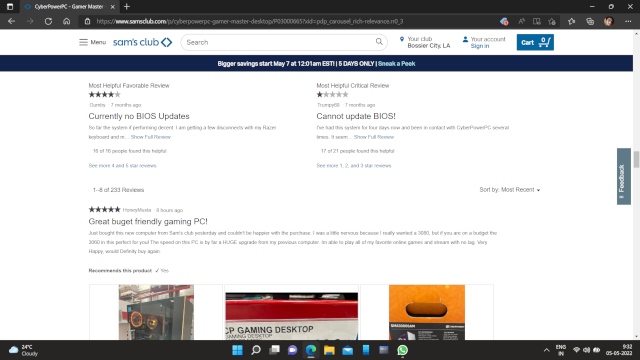 CyberPowerPC - Gamer Master
https://www.samsclub.com/p/cyberpowerpc-gamer-master-desktop/P03000665?xid=pdp_carousel_rich-relevance.rr0_3
Menu
sam's club
Search
Your club
Bossier City, LA
Your account
Sign in
Cart
0
Bigger savings start May 7 at 12:01am EST! | 5 DAYS ONLY | Sneak a Peek
Most Helpful Favorable Review
Gumby 7 months ago
Currently no BIOS Updates
So far the system if performing decent. I am getting a few disconnects with my Razer
keyboard and m... Show Full Review
16 of 16 people found this helpful
See more 4 and 5 star reviews
Most Helpful Critical Review
Trumpy68 7 months ago
Cannot update BIOS!
I've had this system for four days now and been in contact with CyberPowerPC several
times. It seem... Show Full Review
17 of 21 people found this helpful
See more 1, 2, and 3 star reviews
1–8 of 233 Reviews
Sort by: Most Recent
Feedback
HomeyMasta 8 hours ago
Great buget friendly gaming PC!
Just bought this new computer from Sam's club yesterday and couldn't be happier with the purchase. I was a little nervous because I really wanted a 3080, but if you are on a budget the
3060 in this perfect for you! The speed on this PC is by far a HUGE upgrade from my previous computer. Im able to play all of my favorite online games and stream with no lag. Very
Happy, would Definitly buy again.
Recommends this product ✓ Yes
CP GAMING DESKTOP
GAMING DESKTOP
24°C
Cloudy
ENG
IN
9:32
05-05-2022